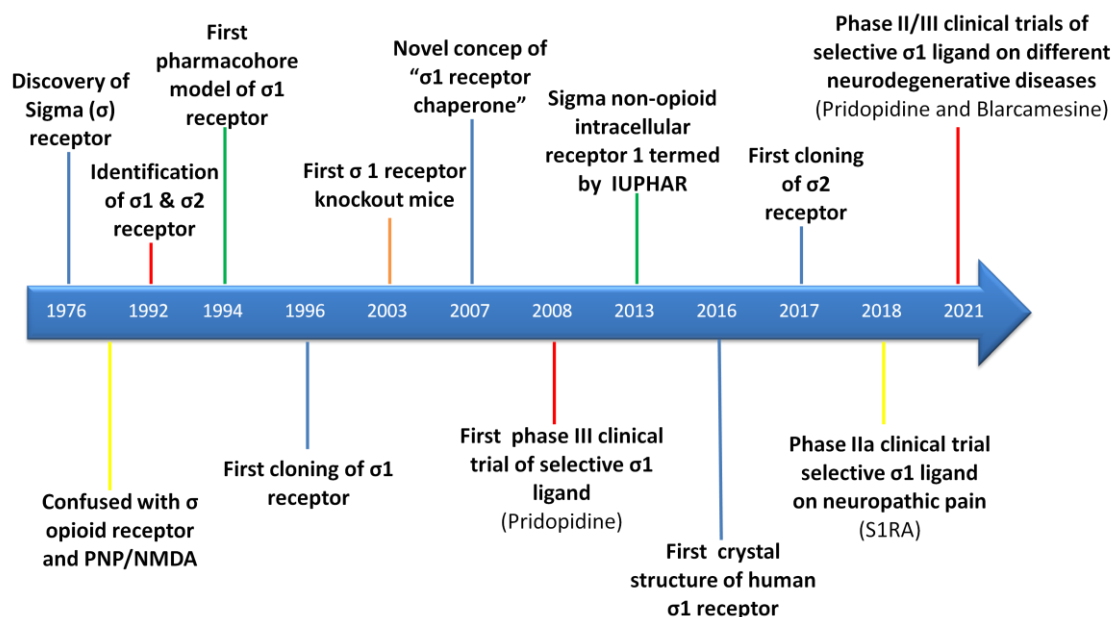 Discovery of
Sigma (σ)
receptor
Identification
of σ1 & σ2
receptor
First
pharmacohore
model of σ1
receptor
First σ 1 receptor
knockout mice
Novel concep of
“σ1 receptor
chaperone”
Sigma non-opioid
intracellular
receptor 1 termed
by IUPHAR
First cloning
of σ2
receptor
Phase II/III clinical trials of
selective σ1 ligand on different
neurodegenerative diseases
(Pridopidine and Blarcamesine)
1976 1992 1994 1996 2003 2007 2008 2013 2016 2017 2018 2021
Confused with σ
opioid receptor
and PNP/NMDA
First cloning of σ1
receptor
First phase III clinical
trial of selective σ1
ligand
(Pridopidine)
First crystal
structure of human
σ1 receptor
Phase IIa clinical trial
selective σ1 ligand
on neuropathic pain
(S1RA)